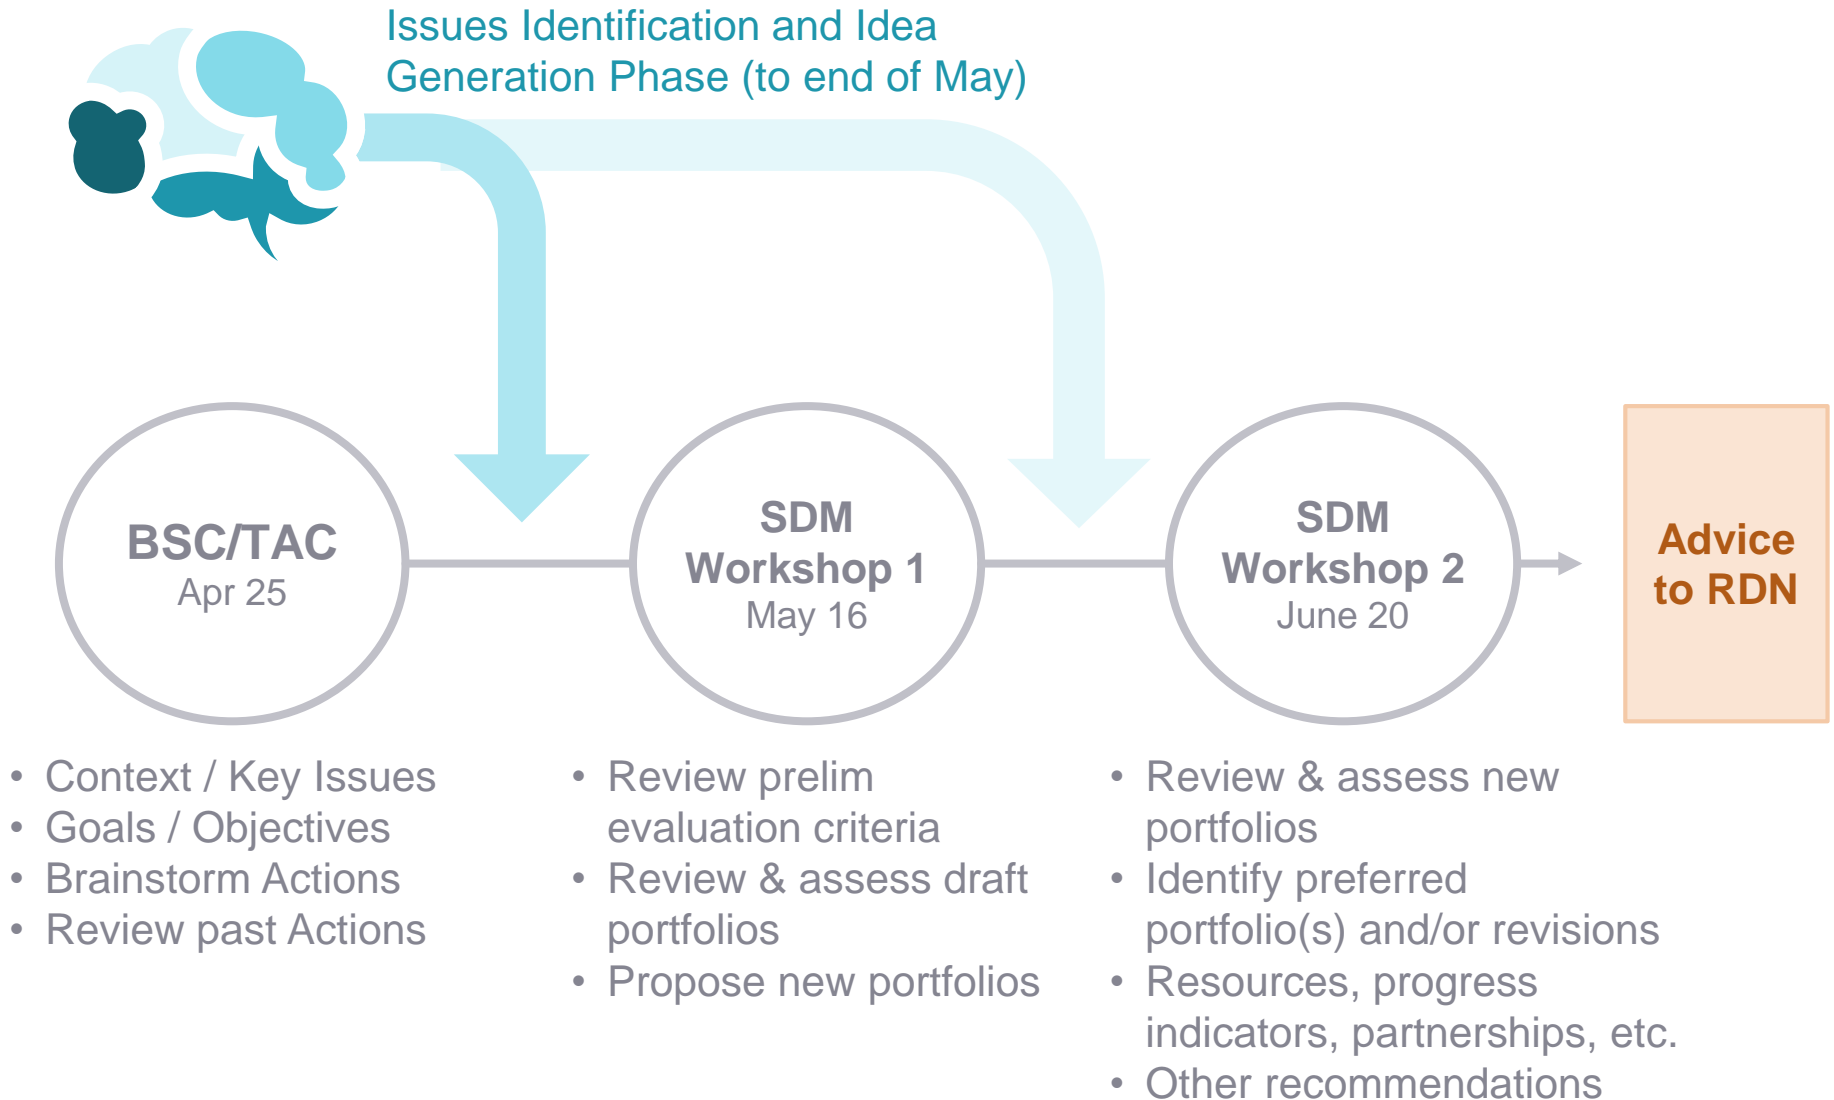 Issues Identification and Idea
Generation Phase (to end of May)
BSC/TAC
Apr 25
SDM
Workshop 1
May 16
SDM
Workshop 2
June 20
Advice
to RDN
• Context / Key Issues
• Goals / Objectives
• Brainstorm Actions
• Review past Actions
• Review prelim
evaluation criteria
• Review & assess draft
portfolios
• Propose new portfolios
• Review & assess new
portfolios
• Identify preferred
portfolio(s) and/or revisions
• Resources, progress
indicators, partnerships, etc.
• Other recommendations